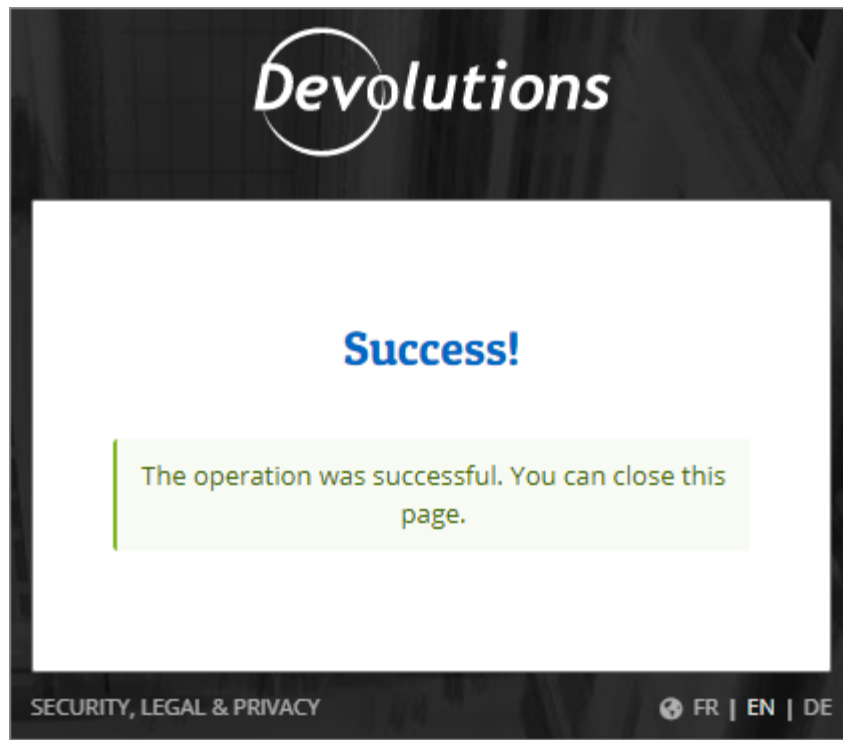 Devolutions
Success!
The operation was successful. You can close this
page.
SECURITY, LEGAL & PRIVACY
FR | EN | DE